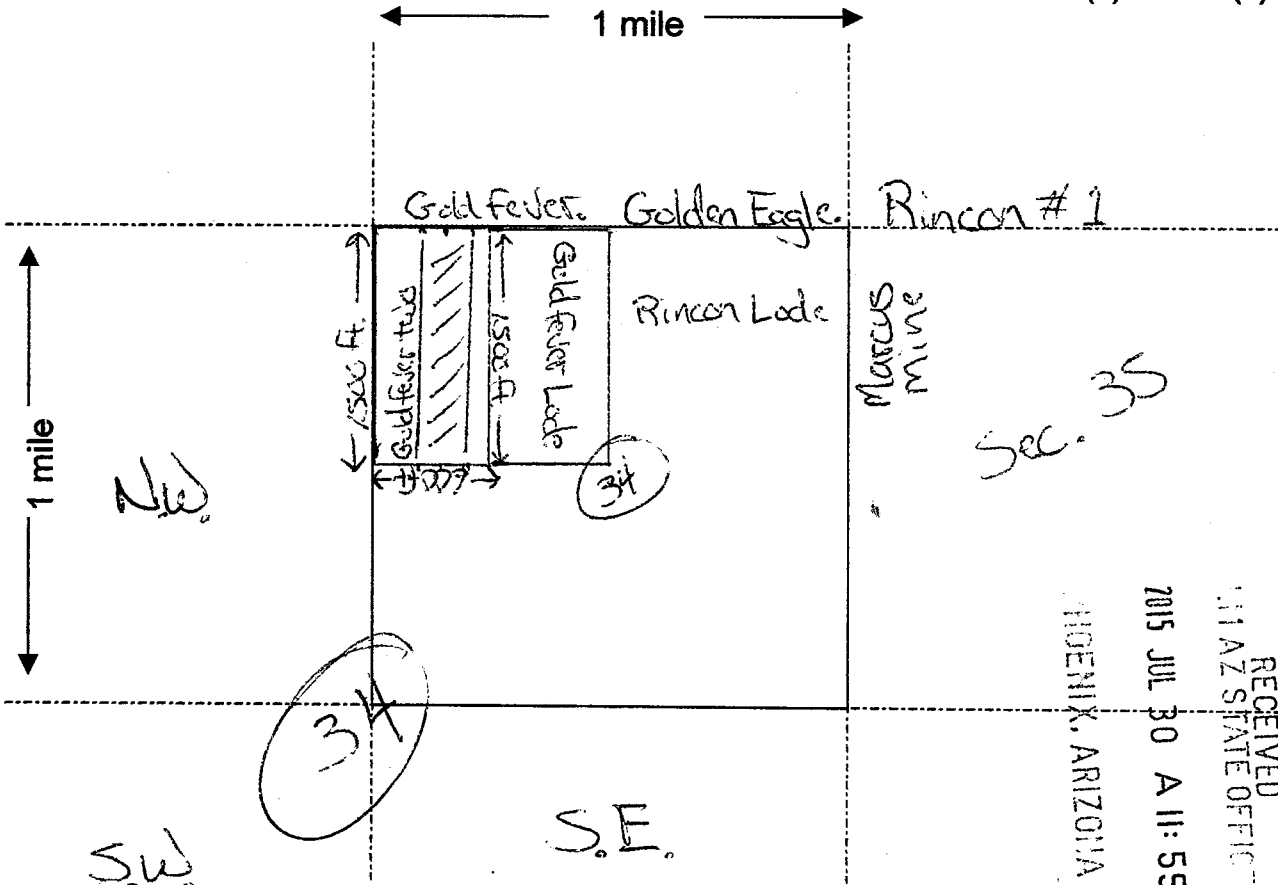 1 mile
Gold Fever. Golden Eagle. Rincon # 1
1500 ft.
Gold fever two
1500 ft
Gold fever Lode
Rincon Lode
Marcus
mine
Sec. 35
1 mile
N.W.
600 ft
34
34
S.E.
S.W.
RECEIVED
AZ STATE OFFICE
2015 JUL 30 A 11: 55
PHOENIX, ARIZONA